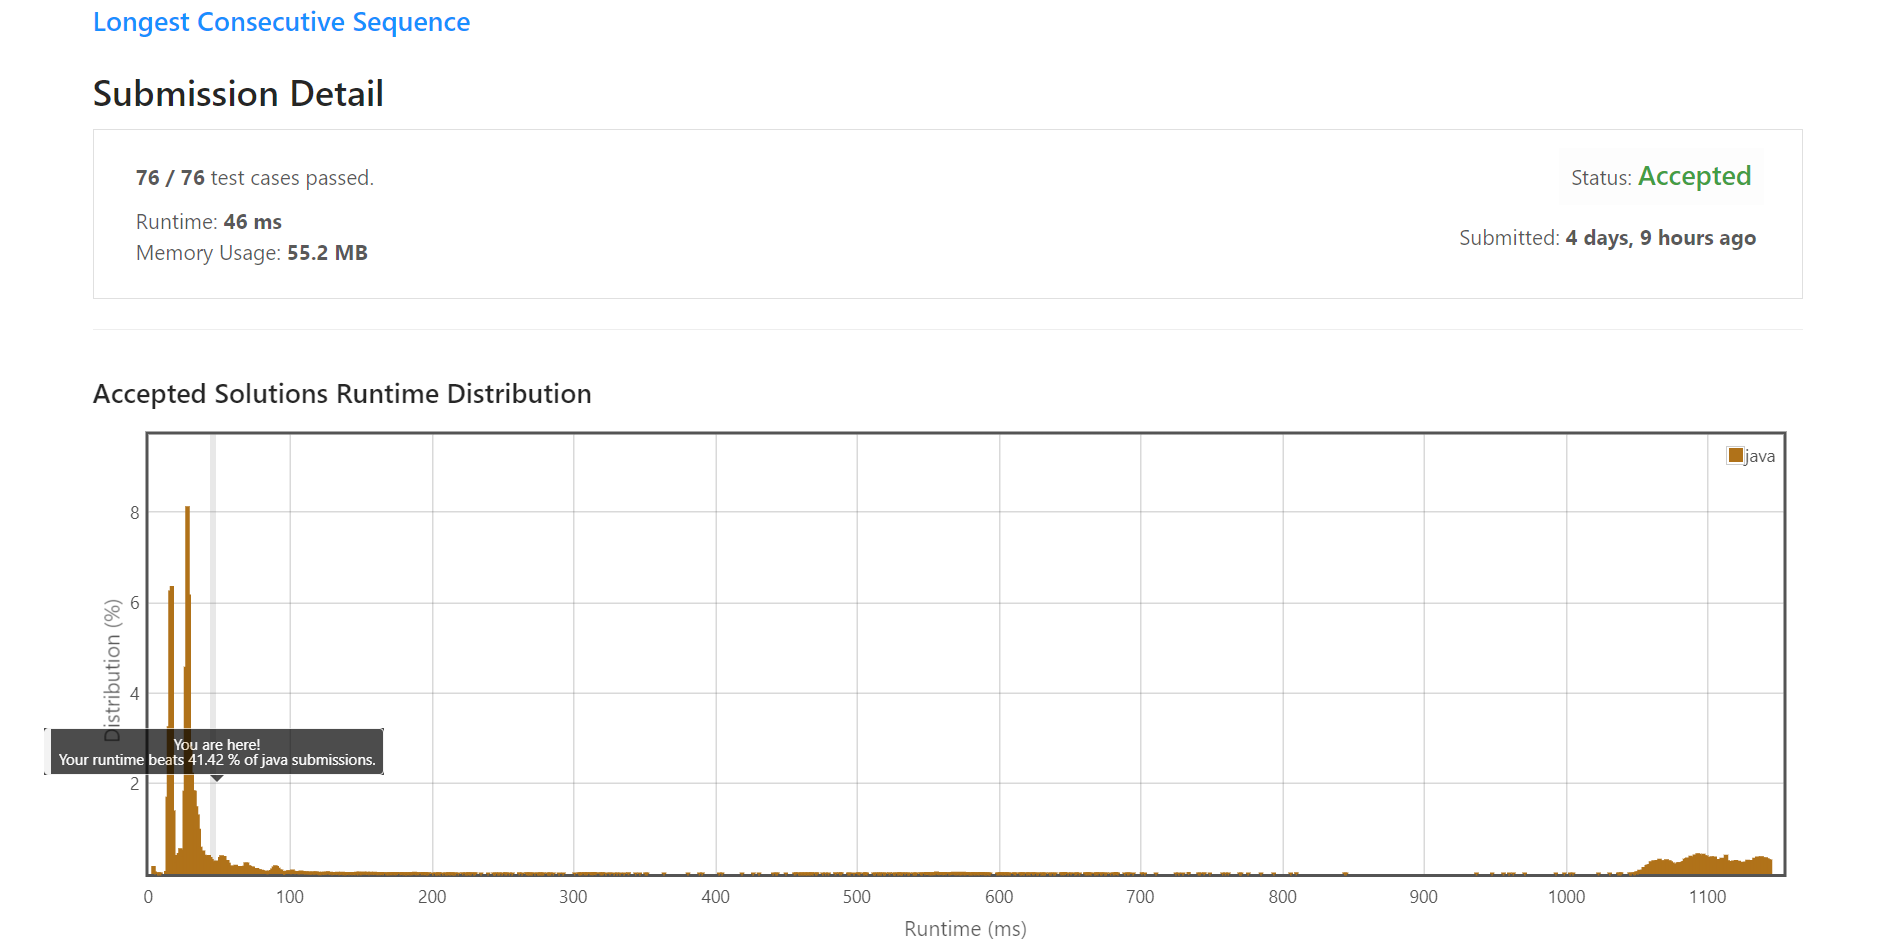 Longest Consecutive Sequence
Submission Detail
76 / 76 test cases passed.
Status: Accepted
Runtime: 46 ms
Submitted: 4 days, 9 hours ago
Memory Usage: 55.2 MB
Accepted Solutions Runtime Distribution
java
8
6
4
2
Distribution (%)
You are here!
Your runtime beats 41.42 % of java submissions.
0 100 200 300 400 500 600 700 800 900 1000 1100
Runtime (ms)